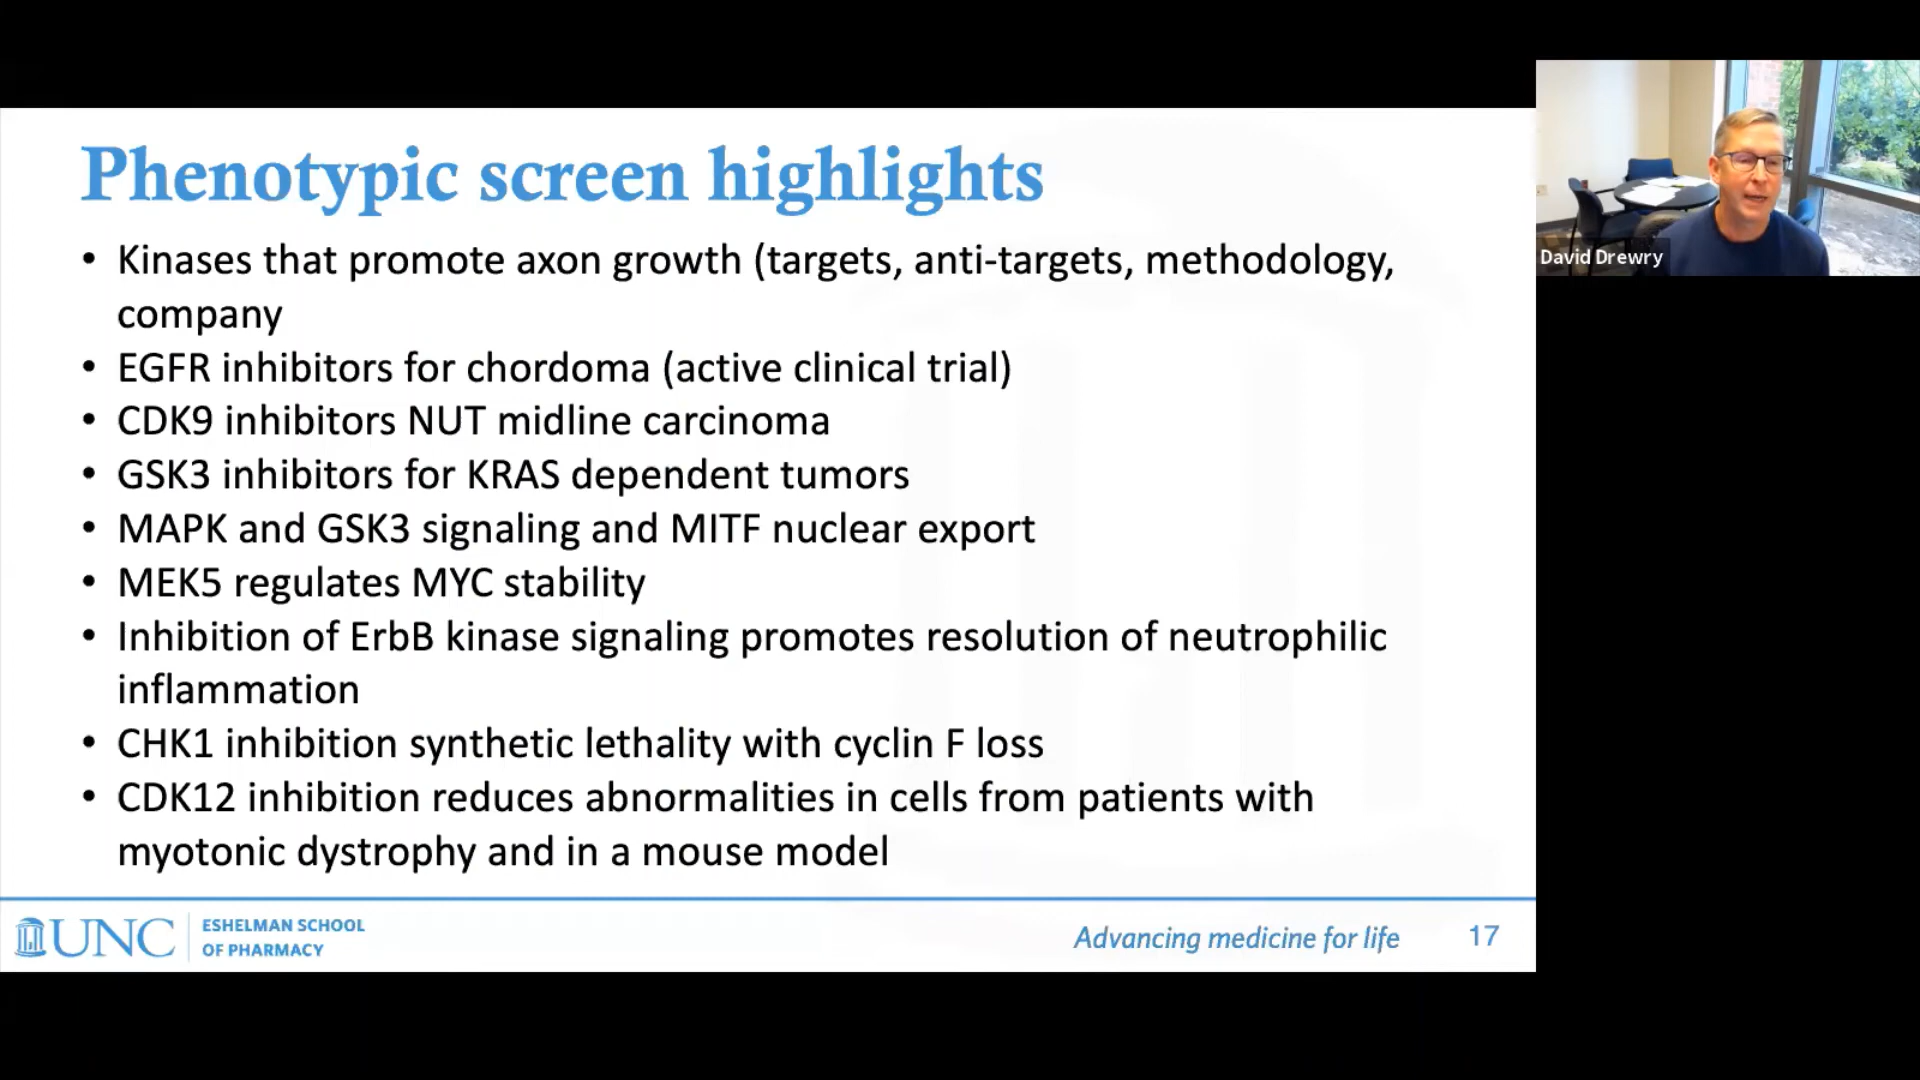 Phenotypic screen highlights
• Kinases that promote axon growth (targets, anti-targets, methodology,
company
• EGFR inhibitors for chordoma (active clinical trial)
• CDK9 inhibitors NUT midline carcinoma
• GSK3 inhibitors for KRAS dependent tumors
• MAPK and GSK3 signaling and MITF nuclear export
• MEK5 regulates MYC stability
• Inhibition of ErbB kinase signaling promotes resolution of neutrophilic
inflammation
• CHK1 inhibition synthetic lethality with cyclin F loss
• CDK12 inhibition reduces abnormalities in cells from patients with
myotonic dystrophy and in a mouse model
UNC
ESHELMAN SCHOOL
OF PHARMACY
Advancing medicine for life
17
David Drewry